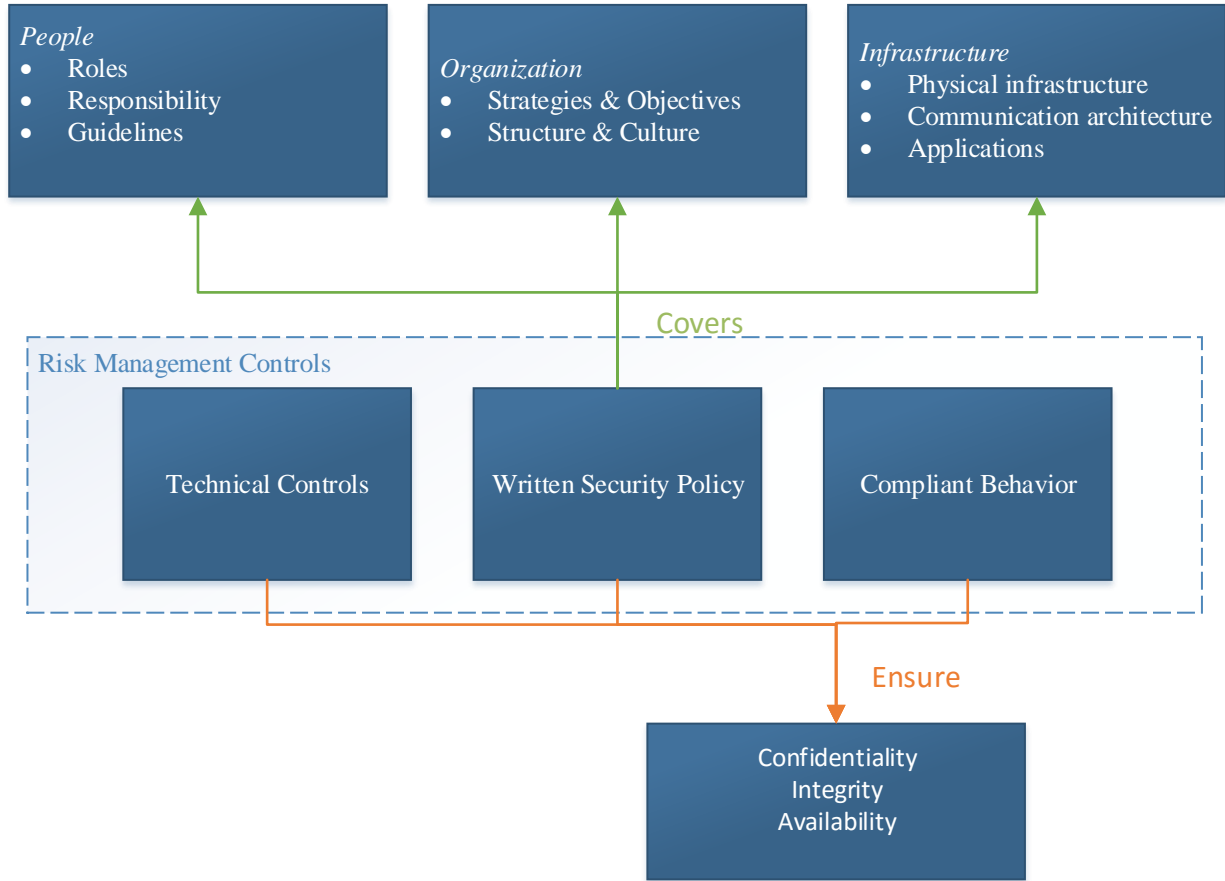 People
• Roles
• Responsibility
• Guidelines
Organization
• Strategies & Objectives
• Structure & Culture
Infrastructure
• Physical infrastructure
• Communication architecture
• Applications
Covers
Risk Management Controls
Technical Controls
Written Security Policy
Compliant Behavior
Ensure
Confidentiality
Integrity
Availability